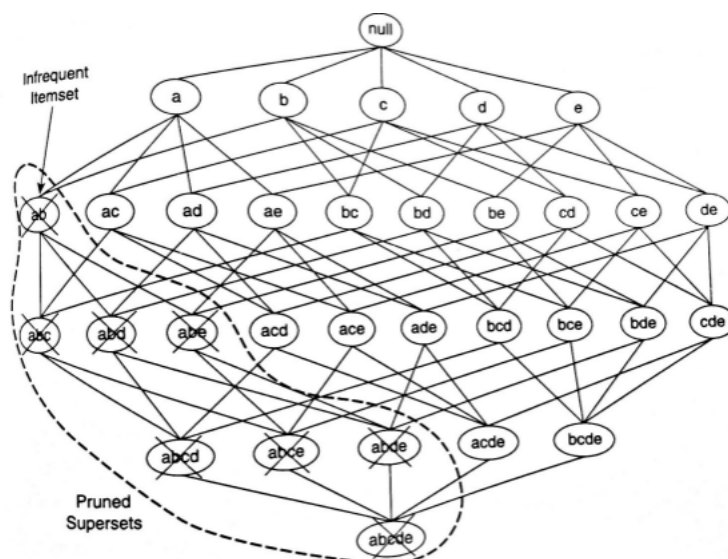 null
Infrequent
Itemset
a
b
c
d
e
ab
ac
ad
ae
bc
bd
be
cd
ce
de
abc
abd
abe
acd
ace
ade
bcd
bce
bde
cde
abcd
abce
abde
acde
bcde
Pruned
Supersets
abcde